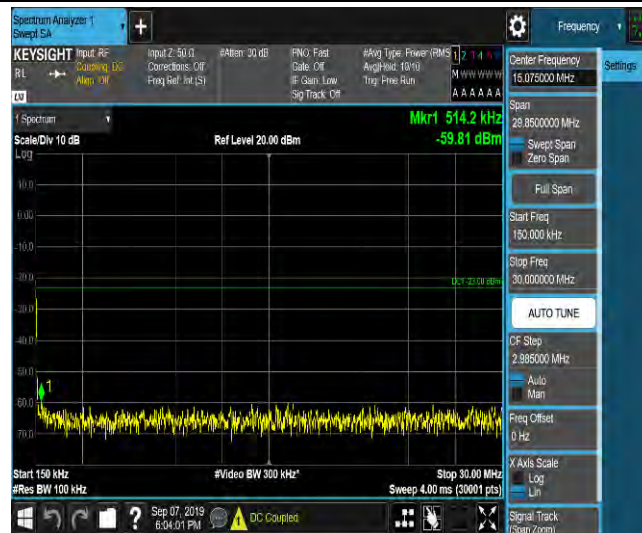 Spectrum Analyzer 1
Swept SA
Frequency
KEYSIGHT
RL
Input: RF
Coupling: DC
Align: Off
Input Z: 50 Ω
Corrections: Off
Freq Ref: Int (S)
#Atten: 30 dB
PNO: Fast
Gate: Off
IF Gain: Low
Sig Track: Off
#Avg Type: Power (RMS
Avg|Hold: 10/10
Trig: Free Run
M W W W W W
A A A A A A
LXI
1 Spectrum
Scale/Div 10 dB
Ref Level 20.00 dBm
Mkr1 514.2 kHz
-59.81 dBm
Log
10.0
0.00
-10.0
-20.0
DL1 -23.00 dBm
-30.0
-40.0
-50.0
1
-60.0
-70.0
Start 150 kHz
#Video BW 300 kHz*
Stop 30.00 MHz
#Res BW 100 kHz
Sweep 4.00 ms (30001 pts)
Sep 07, 2019
6:04:01 PM
DC Coupled
Center Frequency
15.075000 MHz
Settings
Span
29.8500000 MHz
Swept Span
Zero Span
Full Span
Start Freq
150.000 kHz
Stop Freq
30.000000 MHz
AUTO TUNE
CF Step
2.985000 MHz
Auto
Man
Freq Offset
0 Hz
X Axis Scale
Log
Lin
Signal Track
(Span Zoom)